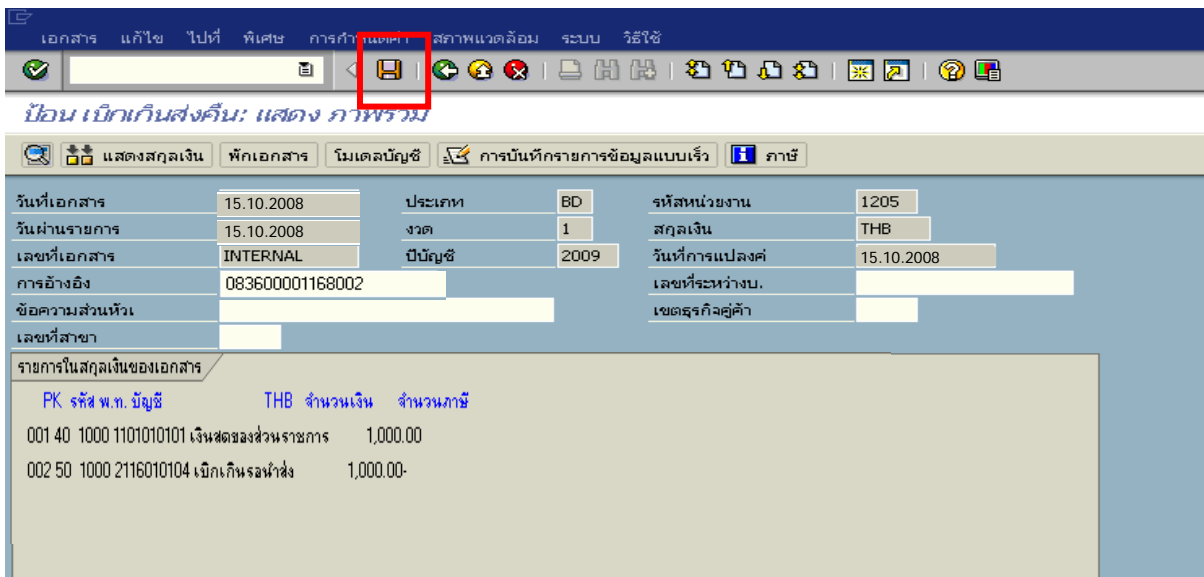 เอกสาร แก้ไข ไปที่ พิเศษ การกำหนดค่า สภาพแวดล้อม ระบบ วิธีใช้
ป้อน เบิกเกินส่งคืน: แสดง ภาพรวม
แสดงสกุลเงิน พักเอกสาร โมเดลบัญชี การบันทึกรายการข้อมูลแบบเร็ว ภาษี
วันที่เอกสาร 15.10.2008 ประเภท BD รหัสหน่วยงาน 1205
วันผ่านรายการ 15.10.2008 งวด 1 สกุลเงิน THB
เลขที่เอกสาร INTERNAL ปีบัญชี 2009 วันที่การแปลงค่ 15.10.2008
การอ้างอิง 083600001168002 เลขที่ระหว่างบ.
ข้อความส่วนหัวเ เขตธุรกิจคู่ค้า
เลขที่สาขา
รายการในสกุลเงินของเอกสาร
PK รหัส พ.ท. บัญชี THB จำนวนเงิน จำนวนภาษี
001 40 1000 1101010101 เงินสดของส่วนราชการ 1,000.00
002 50 1000 2116010104 เบิกเกินรอนำส่ง 1,000.00-